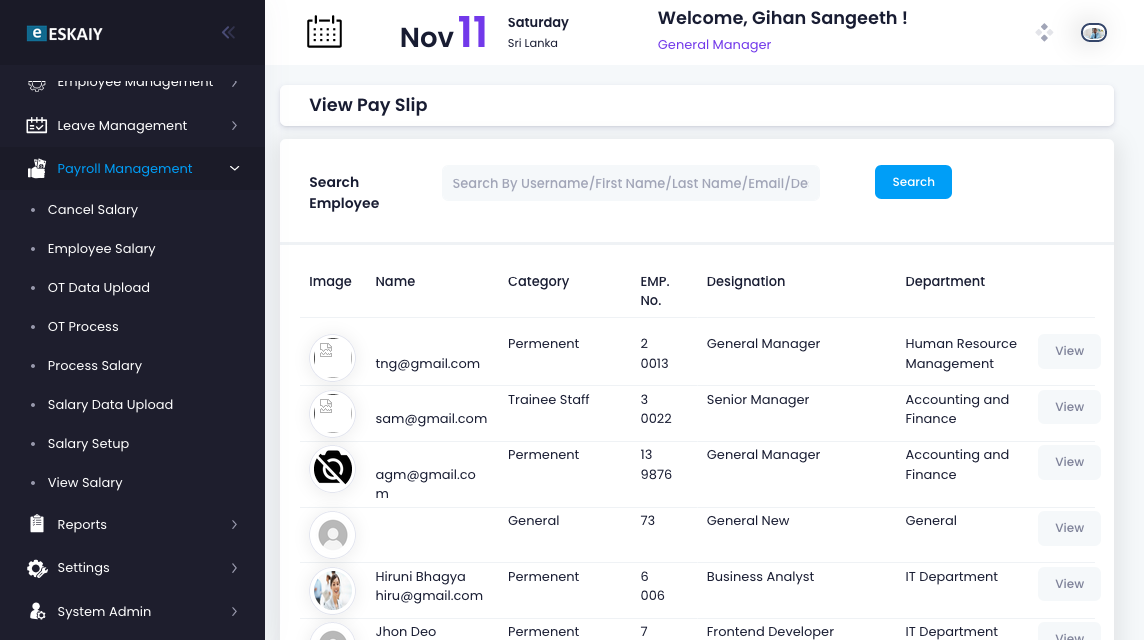 e ESKAIY
Employee Management
Leave Management
Payroll Management
Cancel Salary
Employee Salary
OT Data Upload
OT Process
Process Salary
Salary Data Upload
Salary Setup
View Salary
Reports
Settings
System Admin
Nov 11
Saturday
Sri Lanka
Welcome, Gihan Sangeeth !
General Manager
View Pay Slip
Search
Employee
Search By Username/First Name/Last Name/Email/De
Search
Image Name Category EMP. Designation Department
No.
Permenent 2 General Manager Human Resource View
tng@gmail.com 0013 Management
Trainee Staff 3 Senior Manager Accounting and View
sam@gmail.com 0022 Finance
Permenent 13 General Manager Accounting and View
agm@gmail.co 9876 Finance
m
General 73 General New General View
Hiruni Bhagya Permenent 6 Business Analyst IT Department View
hiru@gmail.com 006
Jhon Deo Permenent 7 Frontend Developer IT Department View